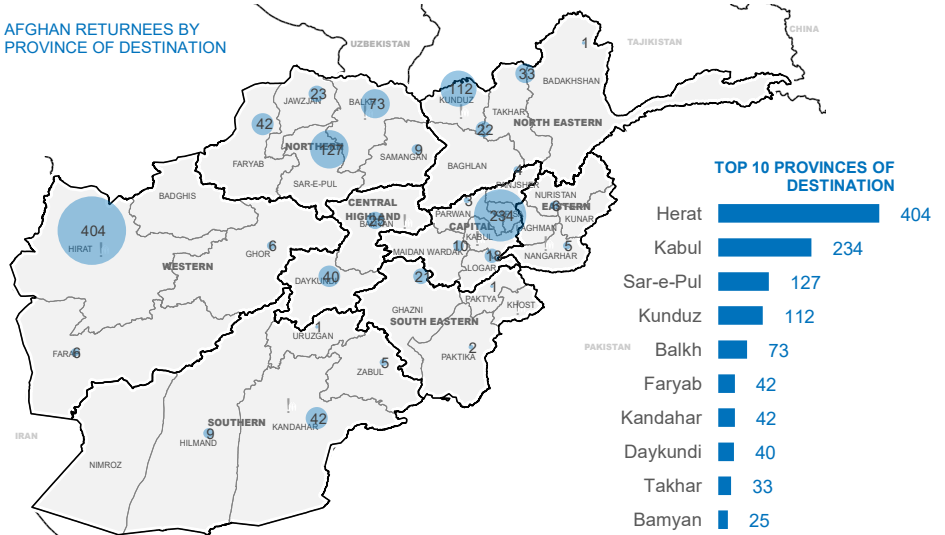 AFGHAN RETURNEES BY
PROVINCE OF DESTINATION
UZBEKISTAN
TAJIKISTAN
CHINA
1
33
BADAKHSHAN
112
KUNDUZ
TAKHAR
23
JAWZJAN
73
42
NORTH EASTERN
22
127
9
SAMANGAN
FARYAB
BAGHLAN
4
SAR-E-PUL
BADGHIS
NURISTAN
EASTERN
KUNAR
CENTRAL
HIGHLAND
3
PARWAN
234
CAPITAL
KABUL
404
HIRAT
WESTERN
6
GHOR
MAIDAN WARDAK
10
18
LOGAR
5
NANGARHAR
40
GHAZNI
1
PAKTYA
KHOST
SOUTH EASTERN
1
URUZGAN
2
PAKTIKA
PAKISTAN
6
5
ZABUL
SOUTHERN
42
KANDAHAR
9
HILMAND
IRAN
NIMROZ
TOP 10 PROVINCES OF
DESTINATION
Herat 404
Kabul 234
Sar-e-Pul 127
Kunduz 112
Balkh 73
Faryab 42
Kandahar 42
Daykundi 40
Takhar 33
Bamyan 25